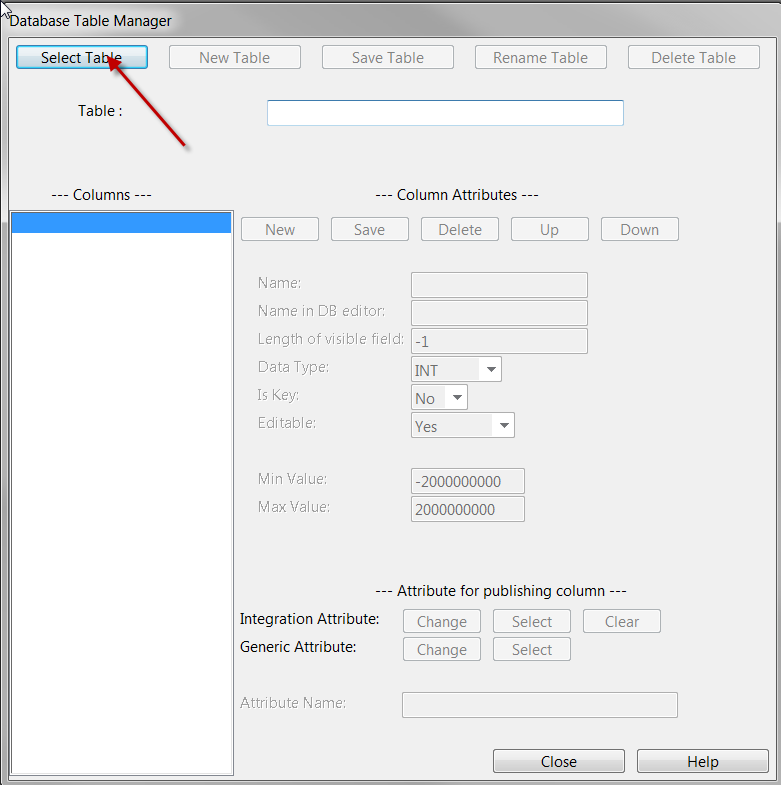 Database Table Manager
Select Table New Table Save Table Rename Table Delete Table
Table :
--- Columns --- --- Column Attributes ---
New Save Delete Up Down
Name:
Name in DB editor:
Length of visible field: -1
Data Type: INT
Is Key: No
Editable: Yes
Min Value: -2000000000
Max Value: 2000000000
--- Attribute for publishing column ---
Integration Attribute: Change Select Clear
Generic Attribute: Change Select
Attribute Name:
Close Help